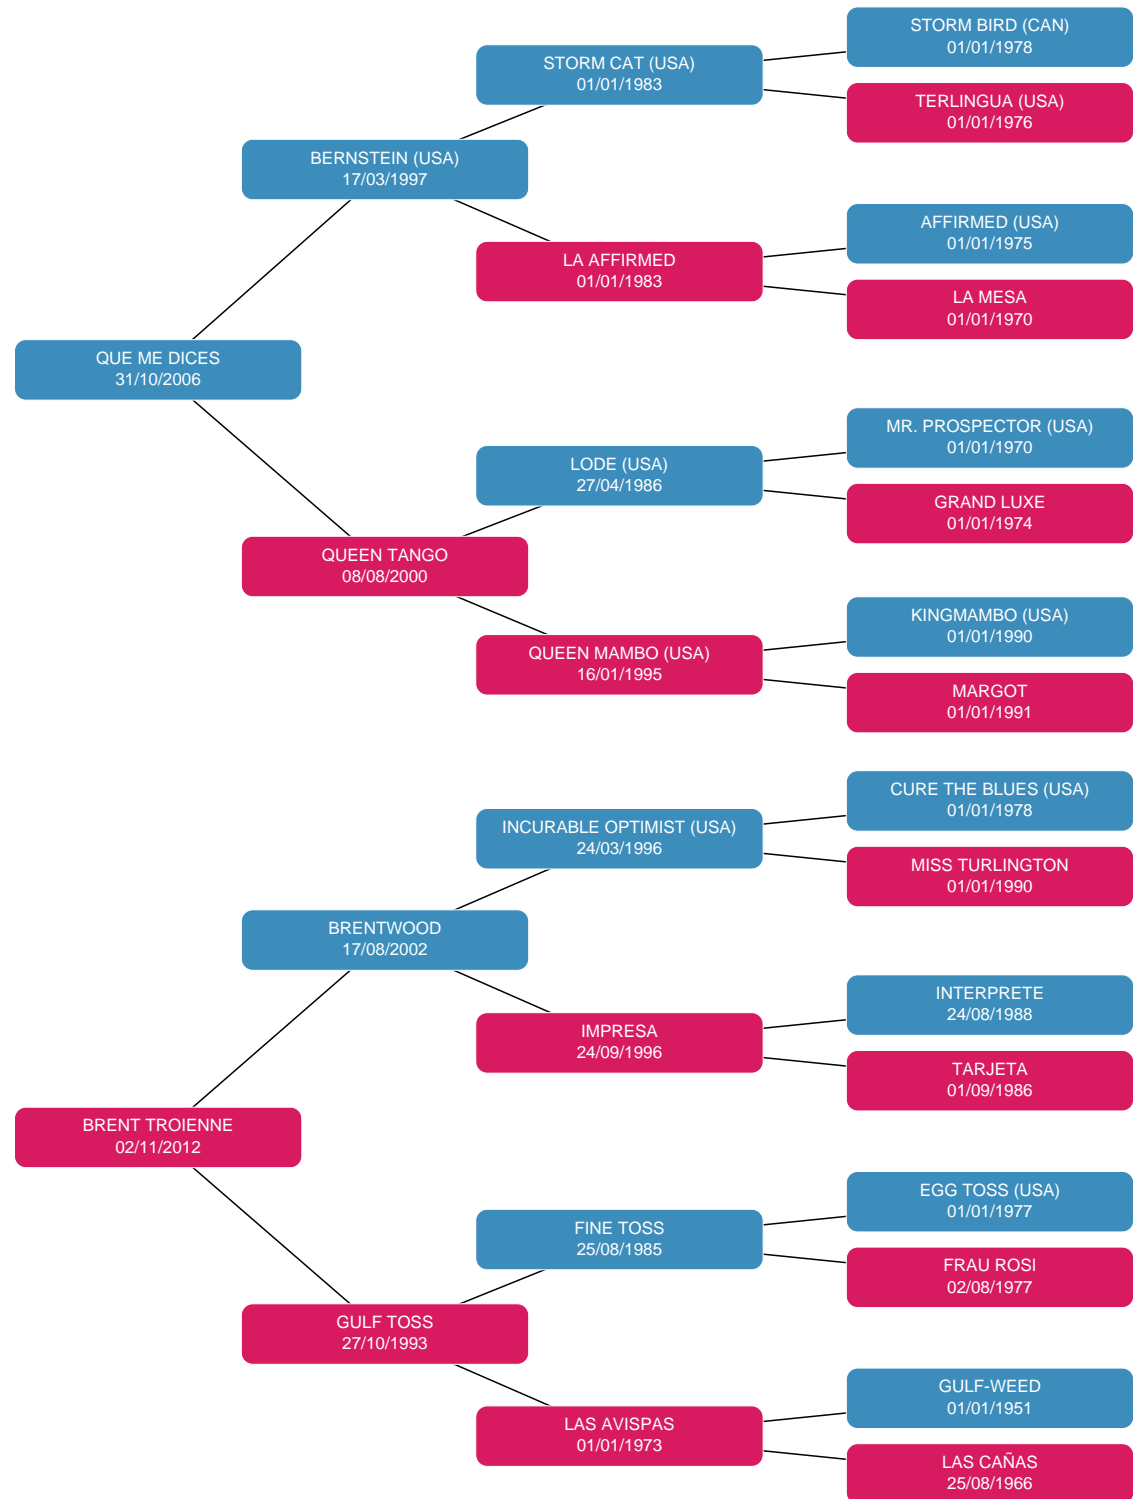 STORM BIRD (CAN)
01/01/1978
STORM CAT (USA)
01/01/1983
TERLINGUA (USA)
01/01/1976
BERNSTEIN (USA)
17/03/1997
AFFIRMED (USA)
01/01/1975
LA AFFIRMED
01/01/1983
LA MESA
01/01/1970
QUE ME DICES
31/10/2006
MR. PROSPECTOR (USA)
01/01/1970
LODE (USA)
27/04/1986
GRAND LUXE
01/01/1974
QUEEN TANGO
08/08/2000
KINGMAMBO (USA)
01/01/1990
QUEEN MAMBO (USA)
16/01/1995
MARGOT
01/01/1991
CURE THE BLUES (USA)
01/01/1978
INCURABLE OPTIMIST (USA)
24/03/1996
MISS TURLINGTON
01/01/1990
BRENTWOOD
17/08/2002
INTERPRETE
24/08/1988
IMPRESA
24/09/1996
TARJETA
01/09/1986
BRENT TROIENNE
02/11/2012
EGG TOSS (USA)
01/01/1977
FINE TOSS
25/08/1985
FRAU ROSI
02/08/1977
GULF TOSS
27/10/1993
GULF-WEED
01/01/1951
LAS AVISPAS
01/01/1973
LAS CAÑAS
25/08/1966